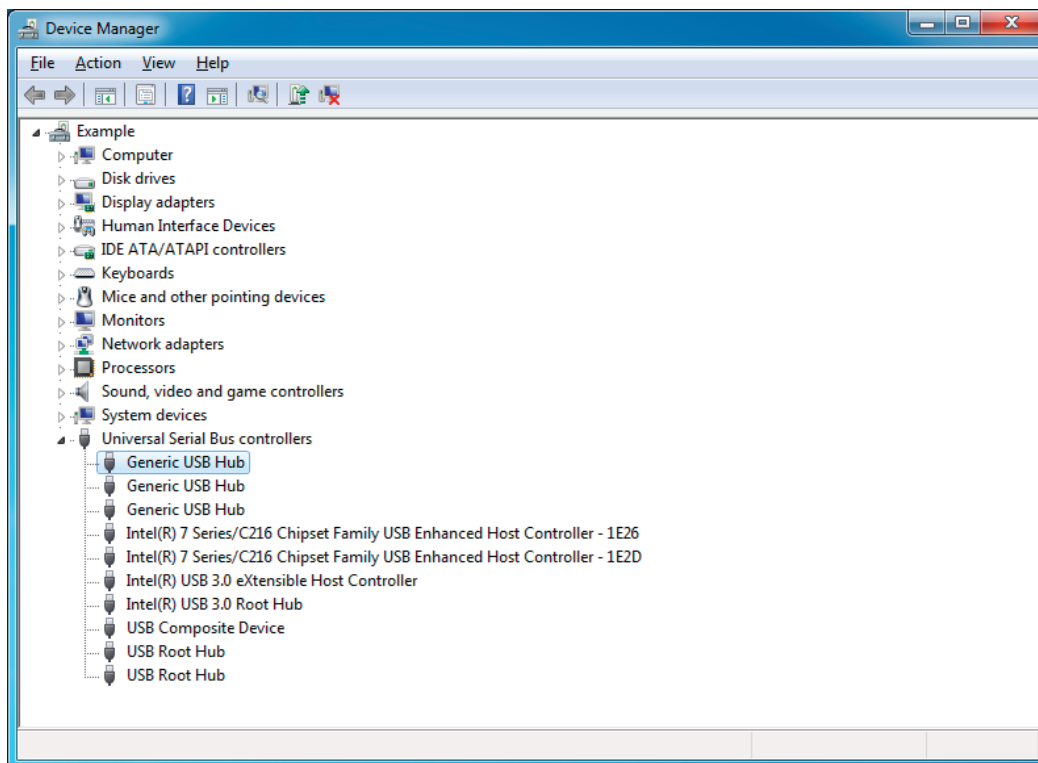 Device Manager
File Action View Help
Example
Computer
Disk drives
Display adapters
Human Interface Devices
IDE ATA/ATAPI controllers
Keyboards
Mice and other pointing devices
Monitors
Network adapters
Processors
Sound, video and game controllers
System devices
Universal Serial Bus controllers
Generic USB Hub
Generic USB Hub
Generic USB Hub
Intel(R) 7 Series/C216 Chipset Family USB Enhanced Host Controller - 1E26
Intel(R) 7 Series/C216 Chipset Family USB Enhanced Host Controller - 1E2D
Intel(R) USB 3.0 eXtensible Host Controller
Intel(R) USB 3.0 Root Hub
USB Composite Device
USB Root Hub
USB Root Hub